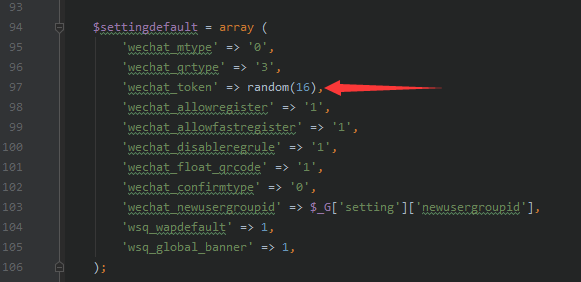 93
94 $settingdefault = array (
95 'wechat_mtype' => '0',
96 'wechat_qrtype' => '3',
97 'wechat_token' => random(16),
98 'wechat_allowregister' => '1',
99 'wechat_allowfastregister' => '1',
100 'wechat_disableregrule' => '1',
101 'wechat_float_qrcode' => '1',
102 'wechat_confirmtype' => '0',
103 'wechat_newusergroupid' => $_G['setting']['newusergroupid'],
104 'wsq_wapdefault' => 1,
105 'wsq_global_banner' => 1,
106 );